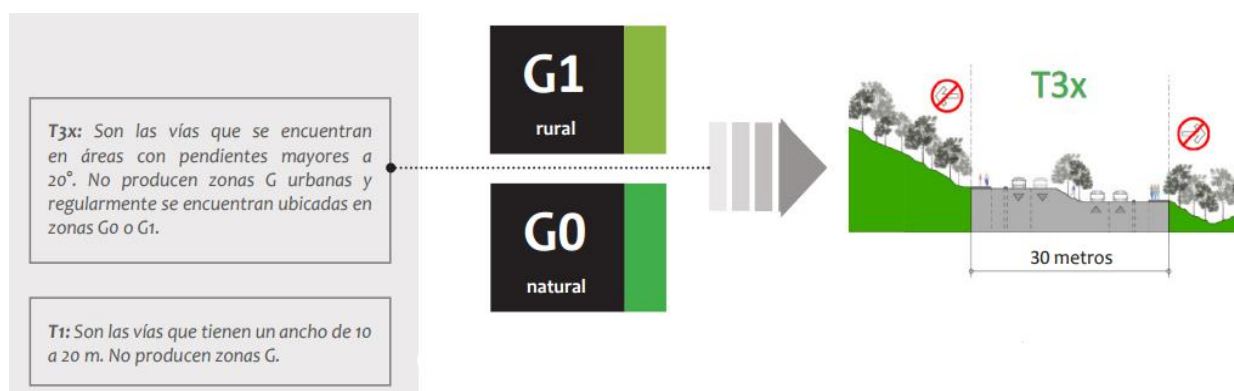 T3x: Son las vías que se encuentran
en áreas con pendientes mayores a
20°. No producen zonas G urbanas y
regularmente se encuentran ubicadas en
zonas G0 o G1.
T1: Son las vías que tienen un ancho de 10
a 20 m. No producen zonas G.
G1
rural
G0
natural
T3x
30 metros